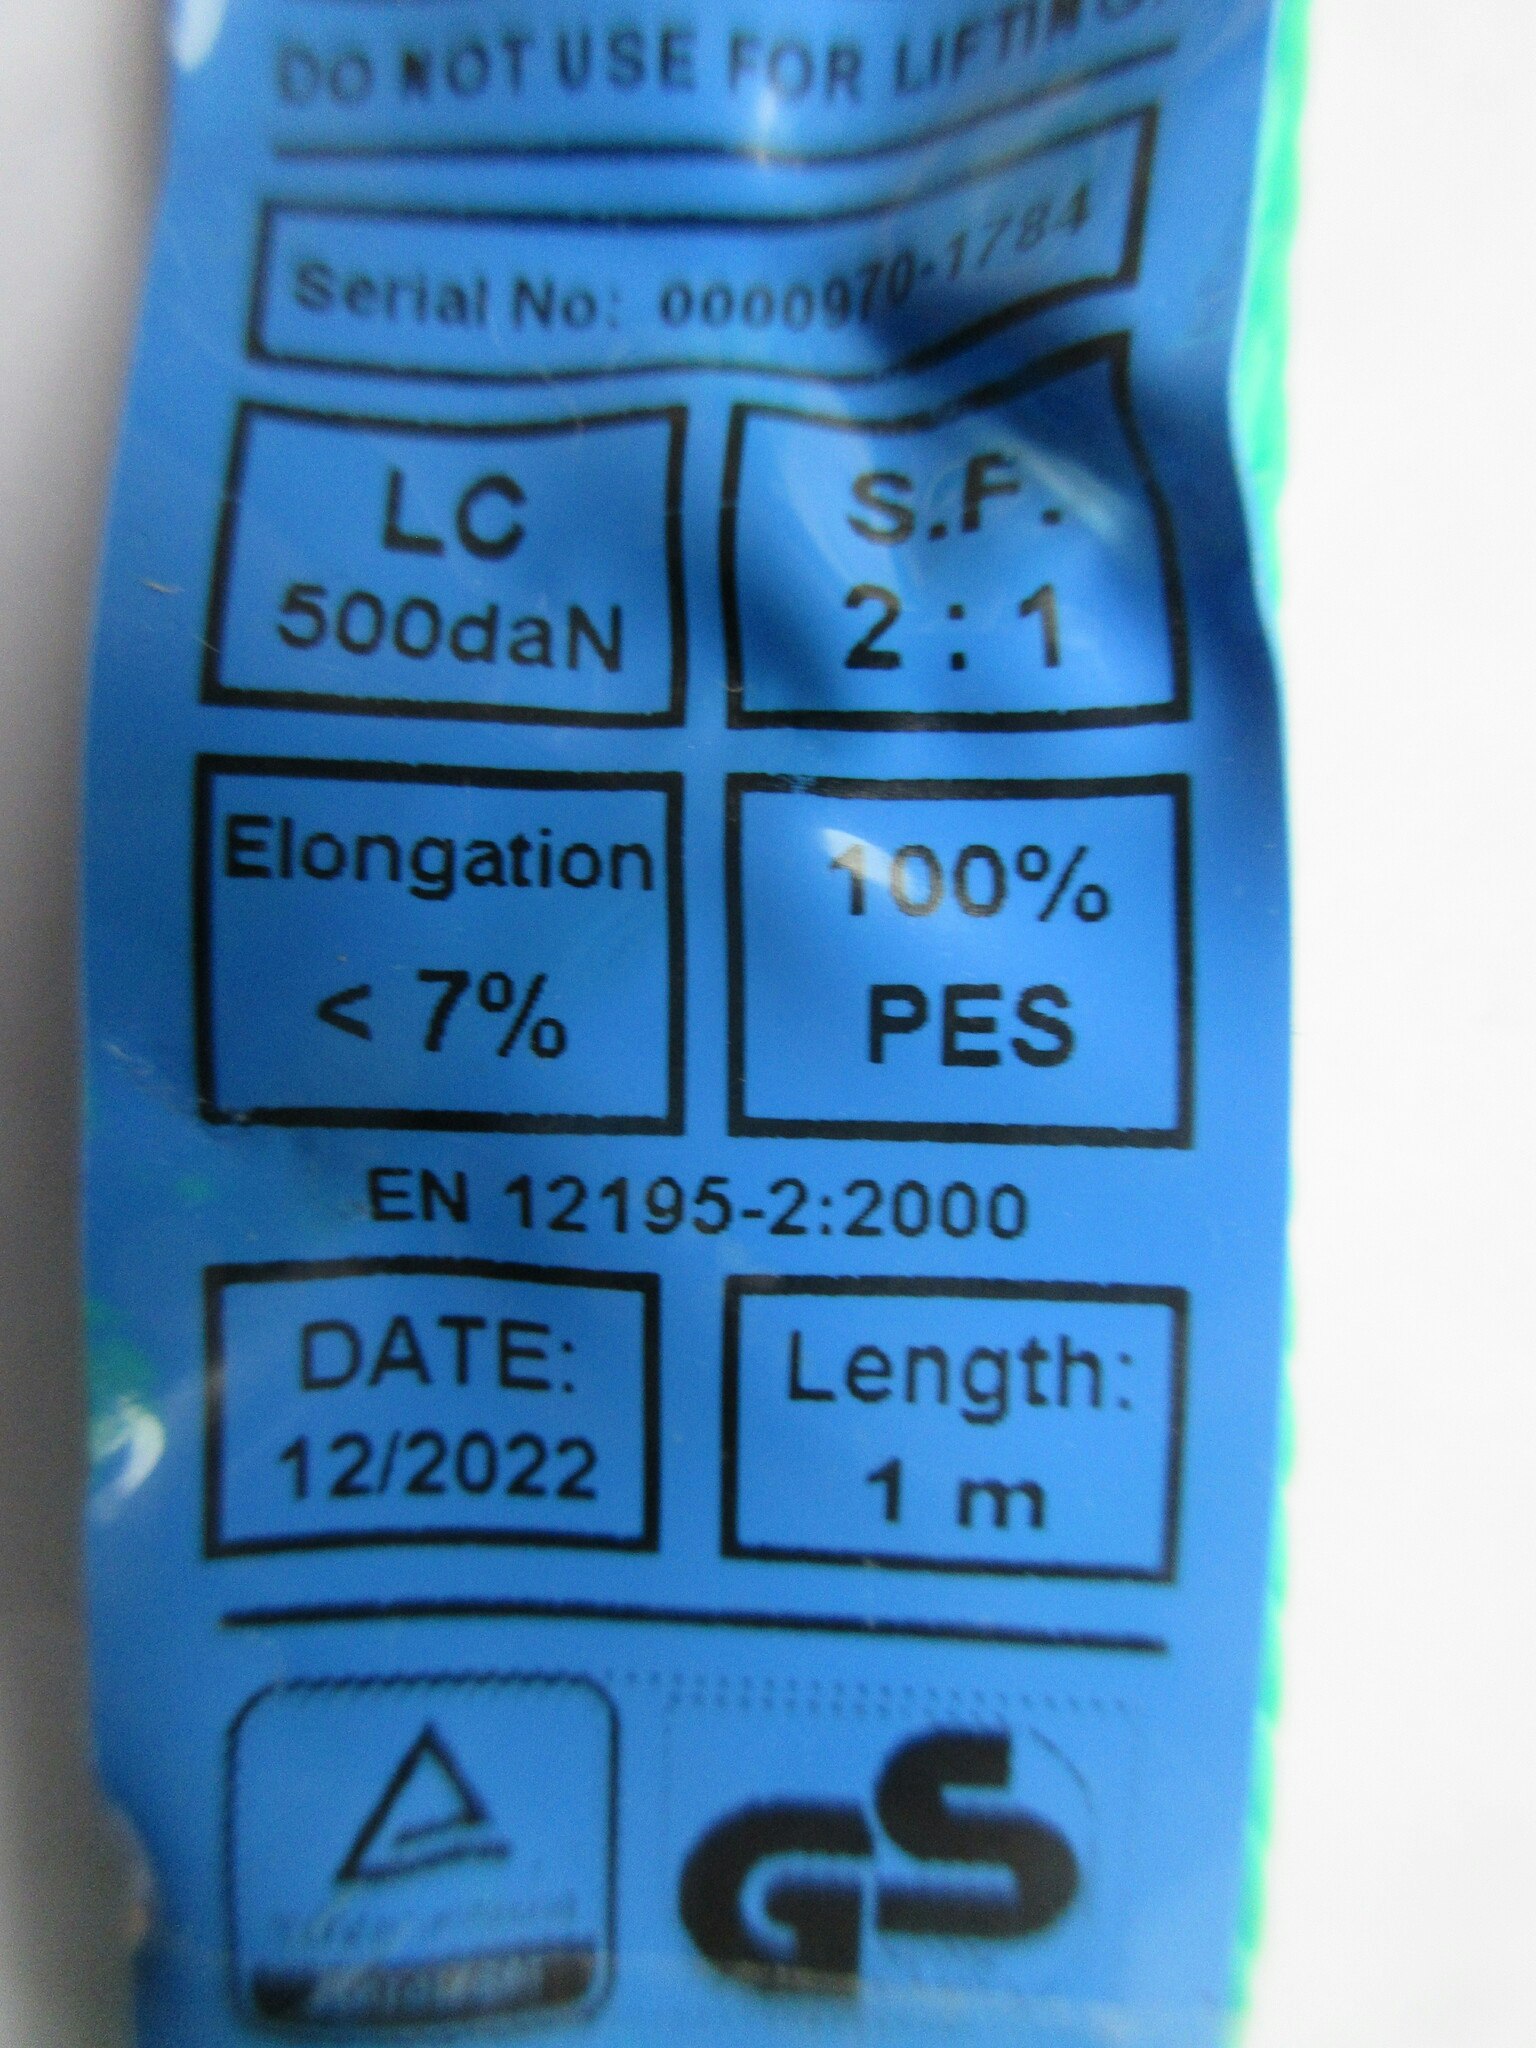 DO NOT USE FOR LIFTING.
Serial No: 0000970-1784
LC
500daN
S.F.
2 : 1
Elongation
< 7%
100%
PES
EN 12195-2:2000
DATE:
12/2022
Length:
1 m
GS